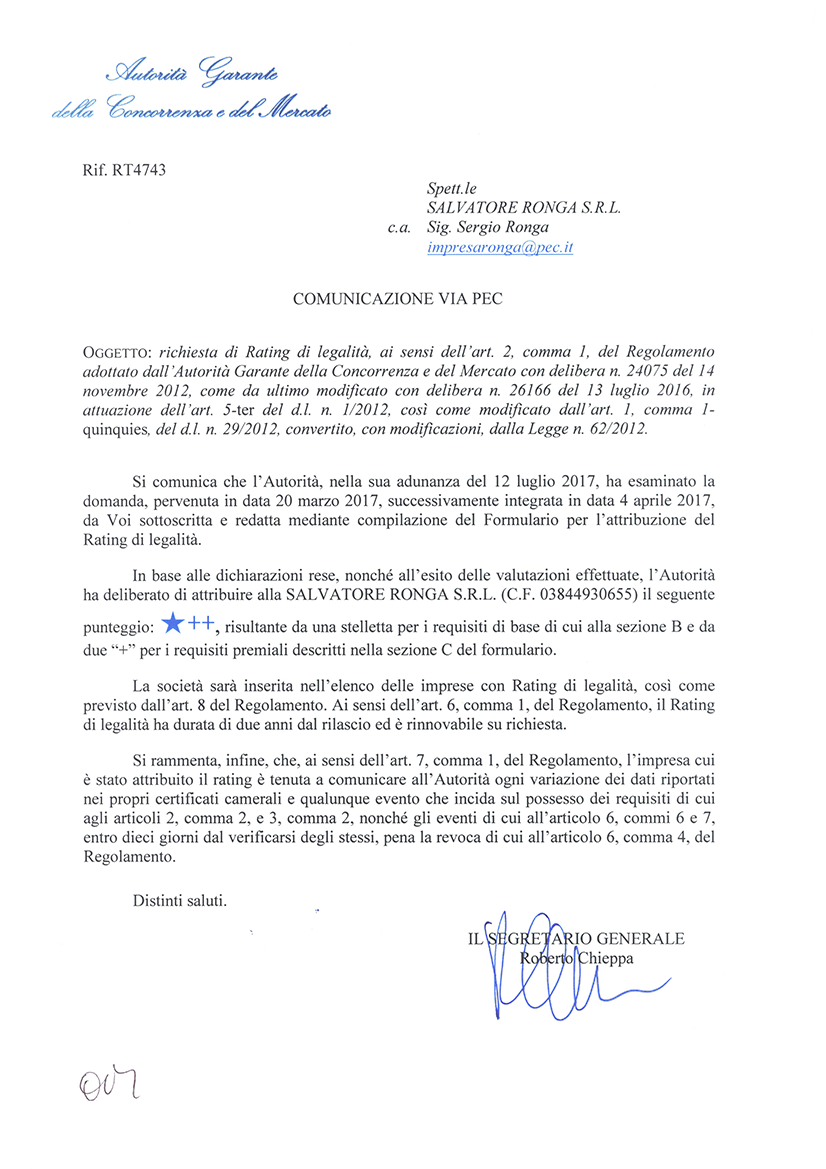 Autorità Garante
della Concorrenza e del Mercato
Rif. RT4743
Spett.le
SALVATORE RONGA S.R.L.
c.a. Sig. Sergio Ronga
impresaronga@pec.it
COMUNICAZIONE VIA PEC
OGGETTO: richiesta di Rating di legalità, ai sensi dell'art. 2, comma 1, del Regolamento
adottato dall'Autorità Garante della Concorrenza e del Mercato con delibera n. 24075 del 14
novembre 2012, come da ultimo modificato con delibera n. 26166 del 13 luglio 2016, in
attuazione dell'art. 5-ter del d.l. n. 1/2012, così come modificato dall'art. 1, comma 1-
quinquies, del d.l. n. 29/2012, convertito, con modificazioni, dalla Legge n. 62/2012.
Si comunica che l'Autorità, nella sua adunanza del 12 luglio 2017, ha esaminato la
domanda, pervenuta in data 20 marzo 2017, successivamente integrata in data 4 aprile 2017,
da Voi sottoscritta e redatta mediante compilazione del Formulario per l'attribuzione del
Rating di legalità.
In base alle dichiarazioni rese, nonché all'esito delle valutazioni effettuate, l'Autorità
ha deliberato di attribuire alla SALVATORE RONGA S.R.L. (C.F. 03844930655) il seguente
punteggio: ★++, risultante da una stelletta per i requisiti di base di cui alla sezione B e da
due “+” per i requisiti premiali descritti nella sezione C del formulario.
La società sarà inserita nell'elenco delle imprese con Rating di legalità, così come
previsto dall'art. 8 del Regolamento. Ai sensi dell'art. 6, comma 1, del Regolamento, il Rating
di legalità ha durata di due anni dal rilascio ed è rinnovabile su richiesta.
Si rammenta, infine, che, ai sensi dell'art. 7, comma 1, del Regolamento, l'impresa cui
è stato attribuito il rating è tenuta a comunicare all'Autorità ogni variazione dei dati riportati
nei propri certificati camerali e qualunque evento che incida sul possesso dei requisiti di cui
agli articoli 2, comma 2, e 3, comma 2, nonché gli eventi di cui all'articolo 6, commi 6 e 7,
entro dieci giorni dal verificarsi degli stessi, pena la revoca di cui all'articolo 6, comma 4, del
Regolamento.
Distinti saluti.
IL SEGRETARIO GENERALE
Roberto Chieppa